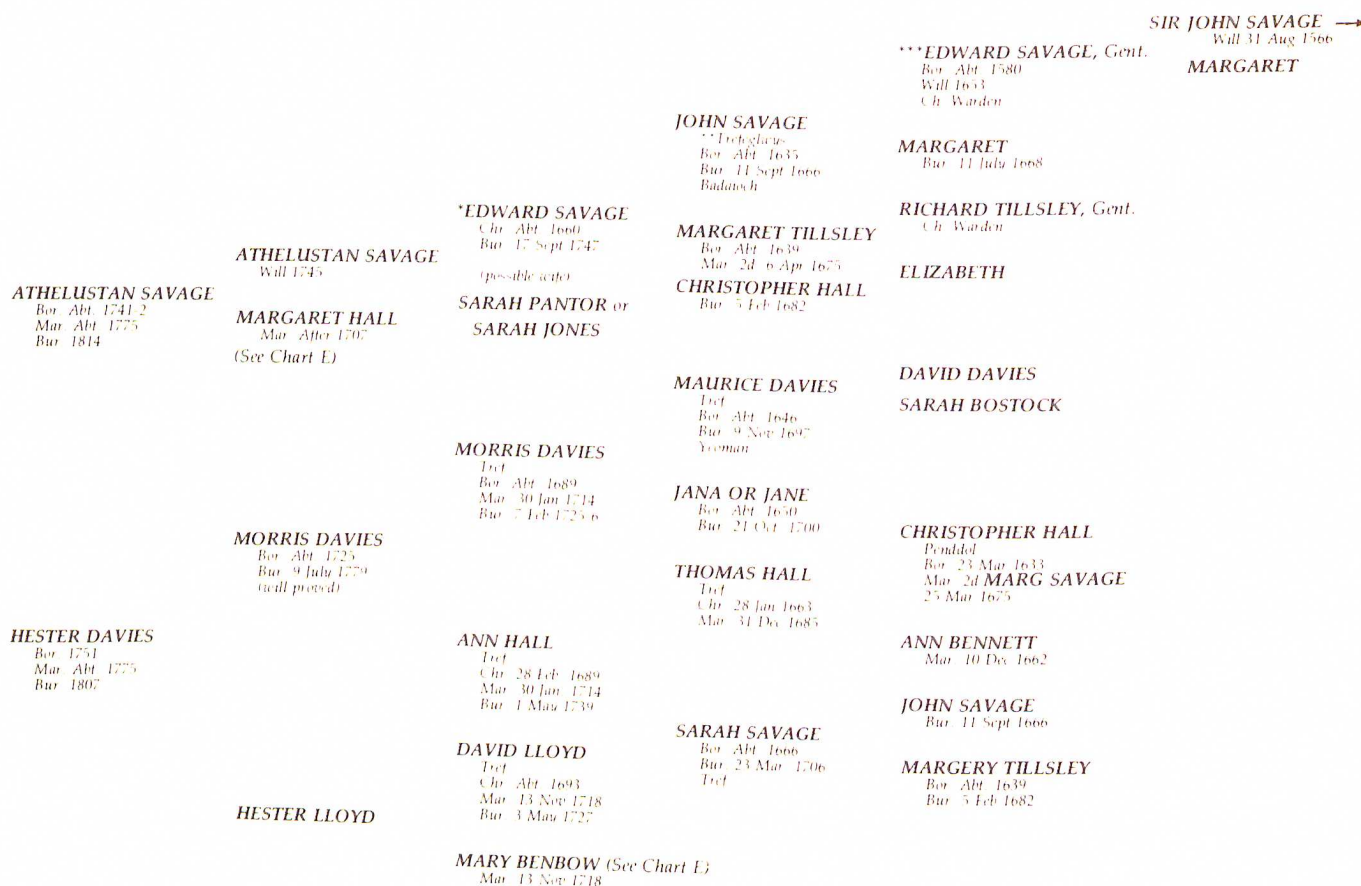 ATHELUSTAN SAVAGE
Bor. Abt. 1741-2
Mar. Abt. 1775
Bur. 1814
HESTER DAVIES
Bor. 1751
Mar. Abt. 1775
Bur. 1807
ATHELUSTAN SAVAGE
Will 1745
MARGARET HALL
Mar. After 1707
(See Chart E)
MORRIS DAVIES
Bor. Abt. 1725
Bur. 9 July 1779
(will proved)
HESTER LLOYD
*EDWARD SAVAGE
Chr. Abt. 1660
Bur. 17 Sept 1747
(possible wife)
SARAH PANTOR or
SARAH JONES
MORRIS DAVIES
Tref
Bor. Abt. 1689
Mar. 30 Jan 1714
Bur. 7 Feb 1725-6
ANN HALL
Tref
Chr. 28 Feb 1689
Mar. 30 Jan 1714
Bur. 1 May 1739
DAVID LLOYD
Tref
Chr. Abt. 1693
Mar. 13 Nov 1718
Bur. 3 May 1727
MARY BENBOW (See Chart E)
Mar. 13 Nov 1718
JOHN SAVAGE
Bor. Abt. 1635
Bur. 11 Sept 1666
MARGARET TILLSLEY
Bor. Abt. 1639
Mar. 2d 6 Apr 1675
CHRISTOPHER HALL
Bur. 5 Feb 1682
MAURICE DAVIES
Tref
Bor. Abt. 1646
Bur. 9 Nov 1697
Yeoman
JANA OR JANE
Bor. Abt. 1650
Bur. 21 Oct. 1700
THOMAS HALL
Tref
Chr. 28 Jan 1663
Mar. 31 Dec 1685
SARAH SAVAGE
Bor. Abt. 1666
Bur. 23 Mar. 1706
Tref
***EDWARD SAVAGE, Gent.
Bor. Abt. 1580
Will 1653
Ch. Warden
MARGARET
Bur. 11 July 1668
RICHARD TILLSLEY, Gent.
Ch. Warden
ELIZABETH
DAVID DAVIES
SARAH BOSTOCK
CHRISTOPHER HALL
Penddol
Bor. 23 Mar 1633
Mar. 2d MARG SAVAGE
25 Mar 1675
ANN BENNETT
Mar. 10 Dec 1662
JOHN SAVAGE
Bur. 11 Sept 1666
MARGERY TILLSLEY
Bor. Abt. 1639
Bur. 5 Feb 1682
SIR JOHN SAVAGE →
Will 31 Aug 1566
MARGARET